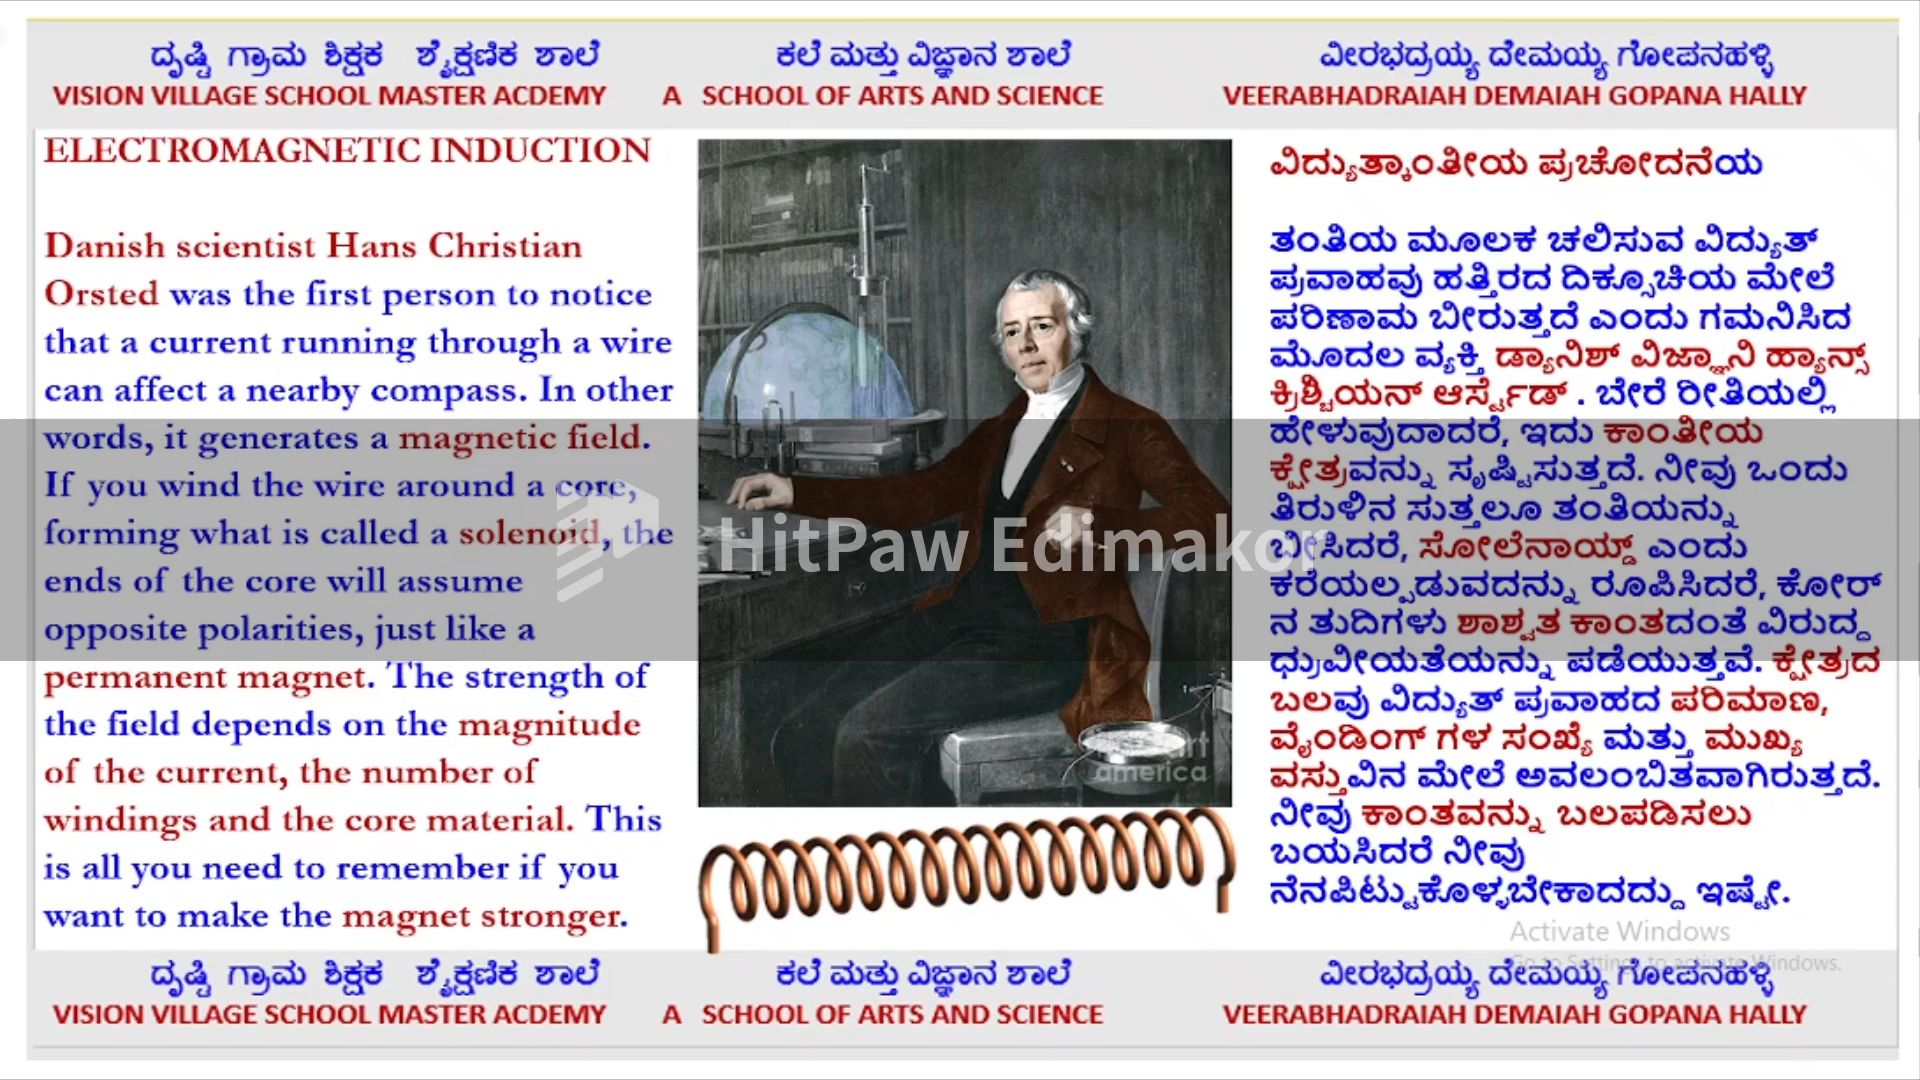 ದೃಷ್ಟಿ ಗ್ರಾಮ ಶಿಕ್ಷಕ ಶೈಕ್ಷಣಿಕ ಶಾಲೆ ಕಲೆ ಮತ್ತು ವಿಜ್ಞಾನ ಶಾಲೆ ವೀರಭದ್ರಯ್ಯ ದೇಮಯ್ಯ ಗೋಪನಹಳ್ಳಿ
VISION VILLAGE SCHOOL MASTER ACDEMY A SCHOOL OF ARTS AND SCIENCE VEERABHADRAIAH DEMAIAH GOPANA HALLY
ELECTROMAGNETIC INDUCTION
Danish scientist Hans Christian
Orsted was the first person to notice
that a current running through a wire
can affect a nearby compass. In other
words, it generates a magnetic field.
If you wind the wire around a core,
forming what is called a solenoid, the
ends of the core will assume
opposite polarities, just like a
permanent magnet. The strength of
the field depends on the magnitude
of the current, the number of
windings and the core material. This
is all you need to remember if you
want to make the magnet stronger.
america
HitPaw Edimakor
ವಿದ್ಯುತ್ಕಾಂತೀಯ ಪ್ರಚೋದನೆಯ
ತಂತಿಯ ಮೂಲಕ ಚಲಿಸುವ ವಿದ್ಯುತ್
ಪ್ರವಾಹವು ಹತ್ತಿರದ ದಿಕ್ಸೂಚಿಯ ಮೇಲೆ
ಪರಿಣಾಮ ಬೀರುತ್ತದೆ ಎಂದು ಗಮನಿಸಿದ
ಮೊದಲ ವ್ಯಕ್ತಿ ಡ್ಯಾನಿಶ್ ವಿಜ್ಞಾನಿ ಹ್ಯಾನ್ಸ್
ಕ್ರಿಶ್ಚಿಯನ್ ಆರ್ಸ್ಟೆಡ್ . ಬೇರೆ ರೀತಿಯಲ್ಲಿ
ಹೇಳುವುದಾದರೆ, ಇದು ಕಾಂತೀಯ
ಕ್ಷೇತ್ರವನ್ನು ಸೃಷ್ಟಿಸುತ್ತದೆ. ನೀವು ಒಂದು
ತಿರುಳಿನ ಸುತ್ತಲೂ ತಂತಿಯನ್ನು
ಬೀಸಿದರೆ, ಸೋಲೆನಾಯ್ಡ್ ಎಂದು
ಕರೆಯಲ್ಪಡುವದನ್ನು ರೂಪಿಸಿದರೆ, ಕೋರ್
ನ ತುದಿಗಳು ಶಾಶ್ವತ ಕಾಂತದಂತೆ ವಿರುದ್ಧ
ಧ್ರುವೀಯತೆಯನ್ನು ಪಡೆಯುತ್ತವೆ. ಕ್ಷೇತ್ರದ
ಬಲವು ವಿದ್ಯುತ್ ಪ್ರವಾಹದ ಪರಿಮಾಣ,
ವೈಂಡಿಂಗ್ ಗಳ ಸಂಖ್ಯೆ ಮತ್ತು ಮುಖ್ಯ
ವಸ್ತುವಿನ ಮೇಲೆ ಅವಲಂಬಿತವಾಗಿರುತ್ತದೆ.
ನೀವು ಕಾಂತವನ್ನು ಬಲಪಡಿಸಲು
ಬಯಸಿದರೆ ನೀವು
ನೆನಪಿಟ್ಟುಕೊಳ್ಳಬೇಕಾದದ್ದು ಇಷ್ಟೇ.
Activate Windows
Go to Settings to activate Windows.
ದೃಷ್ಟಿ ಗ್ರಾಮ ಶಿಕ್ಷಕ ಶೈಕ್ಷಣಿಕ ಶಾಲೆ ಕಲೆ ಮತ್ತು ವಿಜ್ಞಾನ ಶಾಲೆ ವೀರಭದ್ರಯ್ಯ ದೇಮಯ್ಯ ಗೋಪನಹಳ್ಳಿ
VISION VILLAGE SCHOOL MASTER ACDEMY A SCHOOL OF ARTS AND SCIENCE VEERABHADRAIAH DEMAIAH GOPANA HALLY